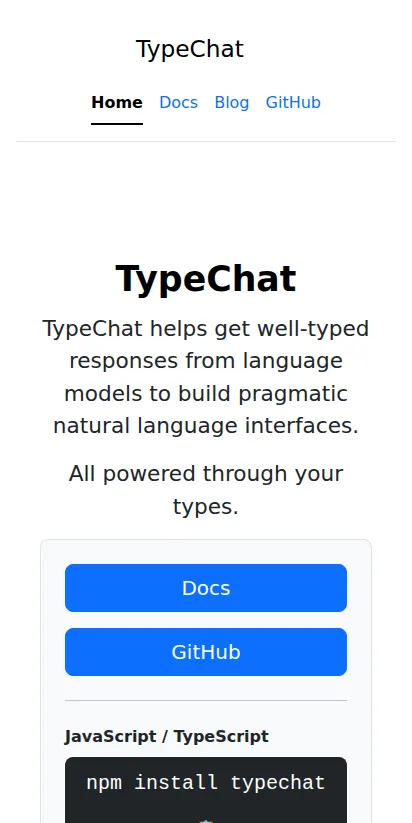 TypeChat
Home Docs Blog GitHub
TypeChat
TypeChat helps get well-typed
responses from language
models to build pragmatic
natural language interfaces.
All powered through your
types.
Docs
GitHub
JavaScript / TypeScript
npm install typechat